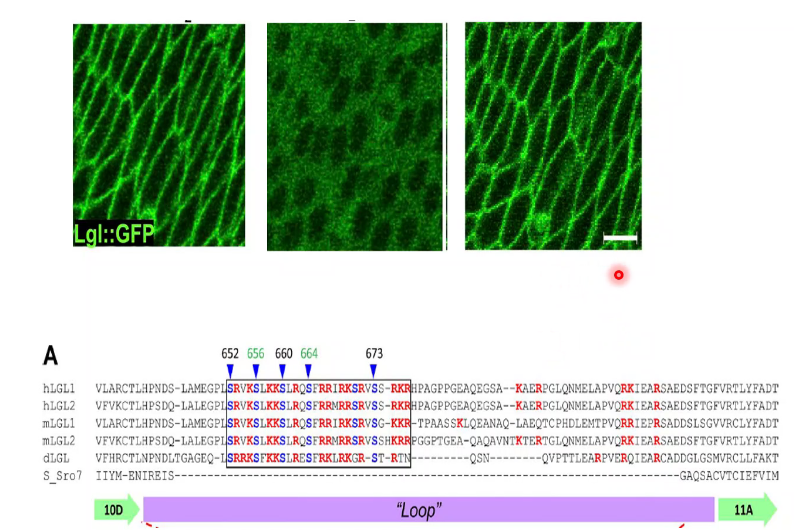 Lgl::GFP
A
652 656 660 664 673
hLGL1 VLARCTLHPNDS-LAMEGPLSRVKSLKKSLRQSFRRIRKSRVSS-RKRHPAGPPGEAQEGSA--KAERPGLQNMELAPVQRKIEARSAEDSFTGFVRTLYFADT
hLGL2 VFVKCTLHPSDQ-LALEGPLSRVKSLKKSLRQSFRRMRRSRVSS-RKRHPAGPPGEAQEGSA--KAERPGLQNMELAPVQRKIEARSAEDSFTGFVRTLYFADT
mLGL1 VLARCTLHPNDS-LAMEGPLSRVKSLKKSLRQSFRRIRKSRVSG-KKR-TPAASSKLQEANAQ-LAEQTCPHDLEMTPVQRRIEARSAEDSLSGVVRCLYFADT
mLGL2 VFVKCTLHPSDQ-LALEGPLSRVKSLKKSLRQSFRRMRRSRVSSHKRRPGGPTGEA-QAQAVNTKTERTGLQNMELAPVQRKIEARSAEDSFTGFVRTLYFADT
dLGL VFHRCTLNPNDLTGAGEQ-LSRRKSFKKSLRESFRKLRKGR-ST-RTN------------QSN---------QVPTTLEARPVERQIEARCADDGLGSMVRCLLFAKT
S_Sro7 IIYM-ENIREIS--------------------------------------------------------------------------GAQSACVTCIEFVIM
10D "Loop" 11A